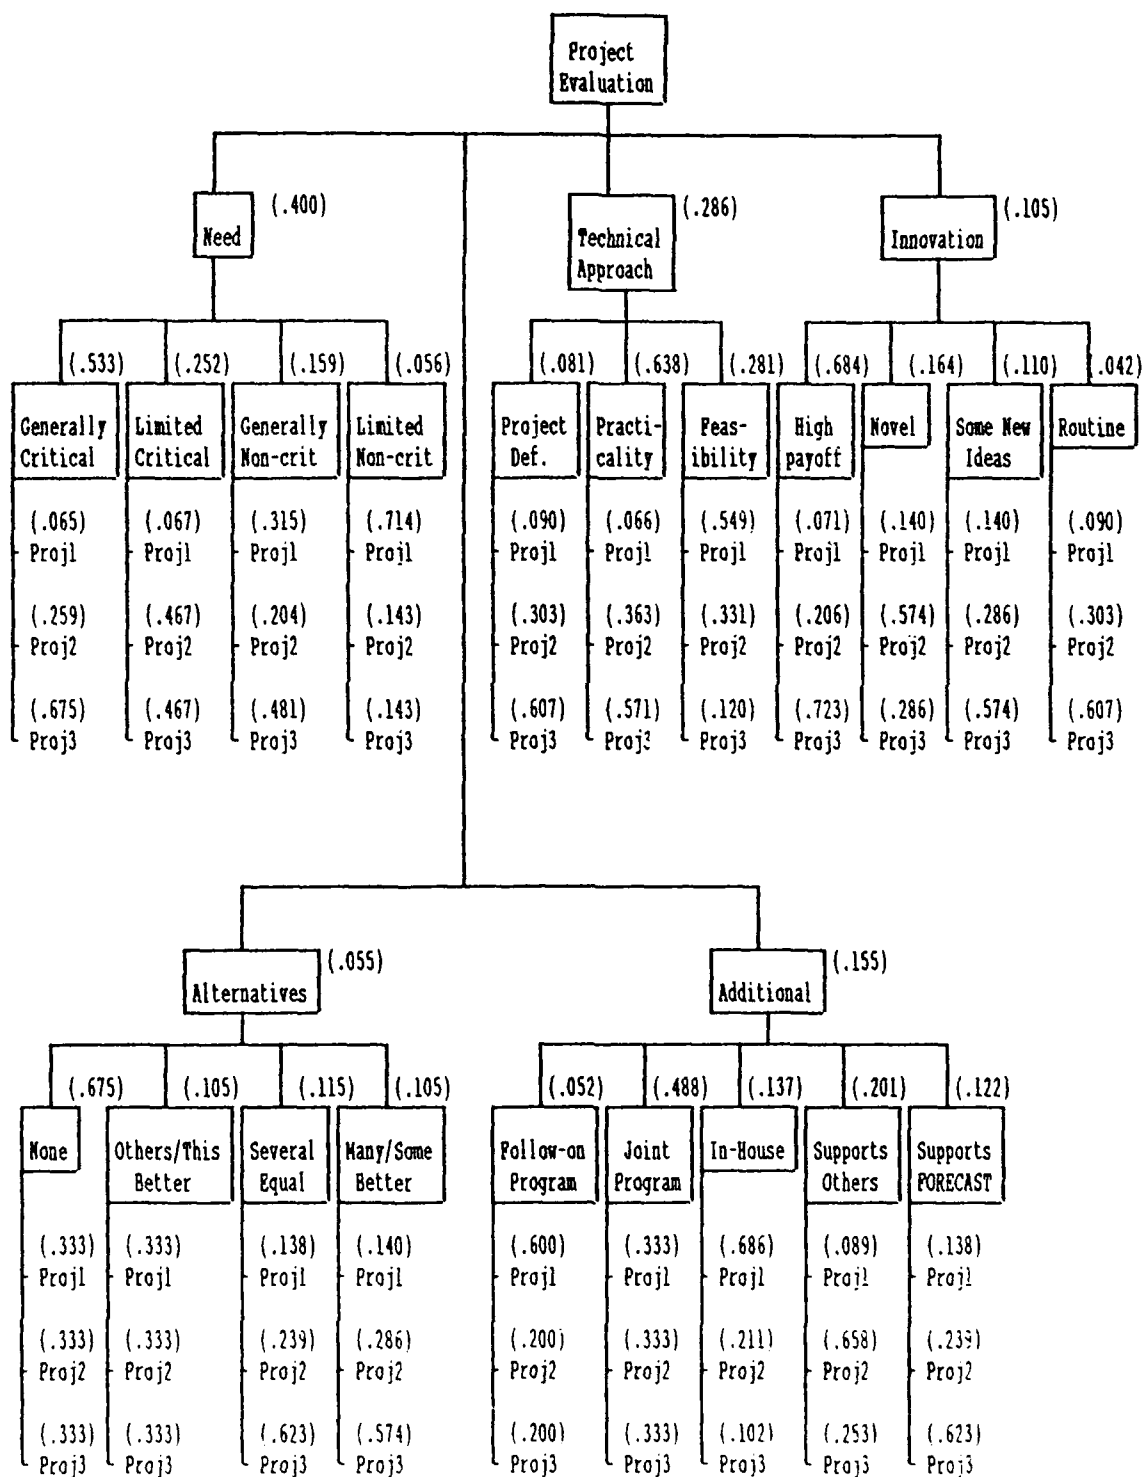 Project
Evaluation
(.400)
Need
(.286)
Technical
Approach
(.105)
Innovation
(.533) (.252) (.159) (.056) (.081) (.638) (.281) (.684) (.164) (.110) (.042)
Generally Limited Generally Limited Project Practi- Feas- High Novel Some New Routine
Critical Critical Non-crit Non-crit Def. cality ibility payoff Ideas
(.065) (.067) (.315) (.714) (.090) (.066) (.549) (.071) (.140) (.140) (.090)
Proj1 Proj1 Proj1 Proj1 Proj1 Proj1 Proj1 Proj1 Proj1 Proj1 Proj1
(.259) (.467) (.204) (.143) (.303) (.363) (.331) (.206) (.574) (.286) (.303)
Proj2 Proj2 Proj2 Proj2 Proj2 Proj2 Proj2 Proj2 Proj2 Proj2 Proj2
(.675) (.467) (.481) (.143) (.607) (.571) (.120) (.723) (.286) (.574) (.607)
Proj3 Proj3 Proj3 Proj3 Proj3 Proj3 Proj3 Proj3 Proj3 Proj3 Proj3
(.055)
Alternatives
(.155)
Additional
(.675) (.105) (.115) (.105) (.052) (.488) (.137) (.201) (.122)
None Others/This Several Many/Some Follow-on Joint In-House Supports Supports
Better Equal Better Program Program Others FORECAST
(.333) (.333) (.138) (.140) (.600) (.333) (.686) (.089) (.138)
Proj1 Proj1 Proj1 Proj1 Proj1 Proj1 Proj1 Proj1 Proj1
(.333) (.333) (.239) (.286) (.200) (.333) (.211) (.658) (.239)
Proj2 Proj2 Proj2 Proj2 Proj2 Proj2 Proj2 Proj2 Proj2
(.333) (.333) (.623) (.574) (.200) (.333) (.102) (.253) (.623)
Proj3 Proj3 Proj3 Proj3 Proj3 Proj3 Proj3 Proj3 Proj3